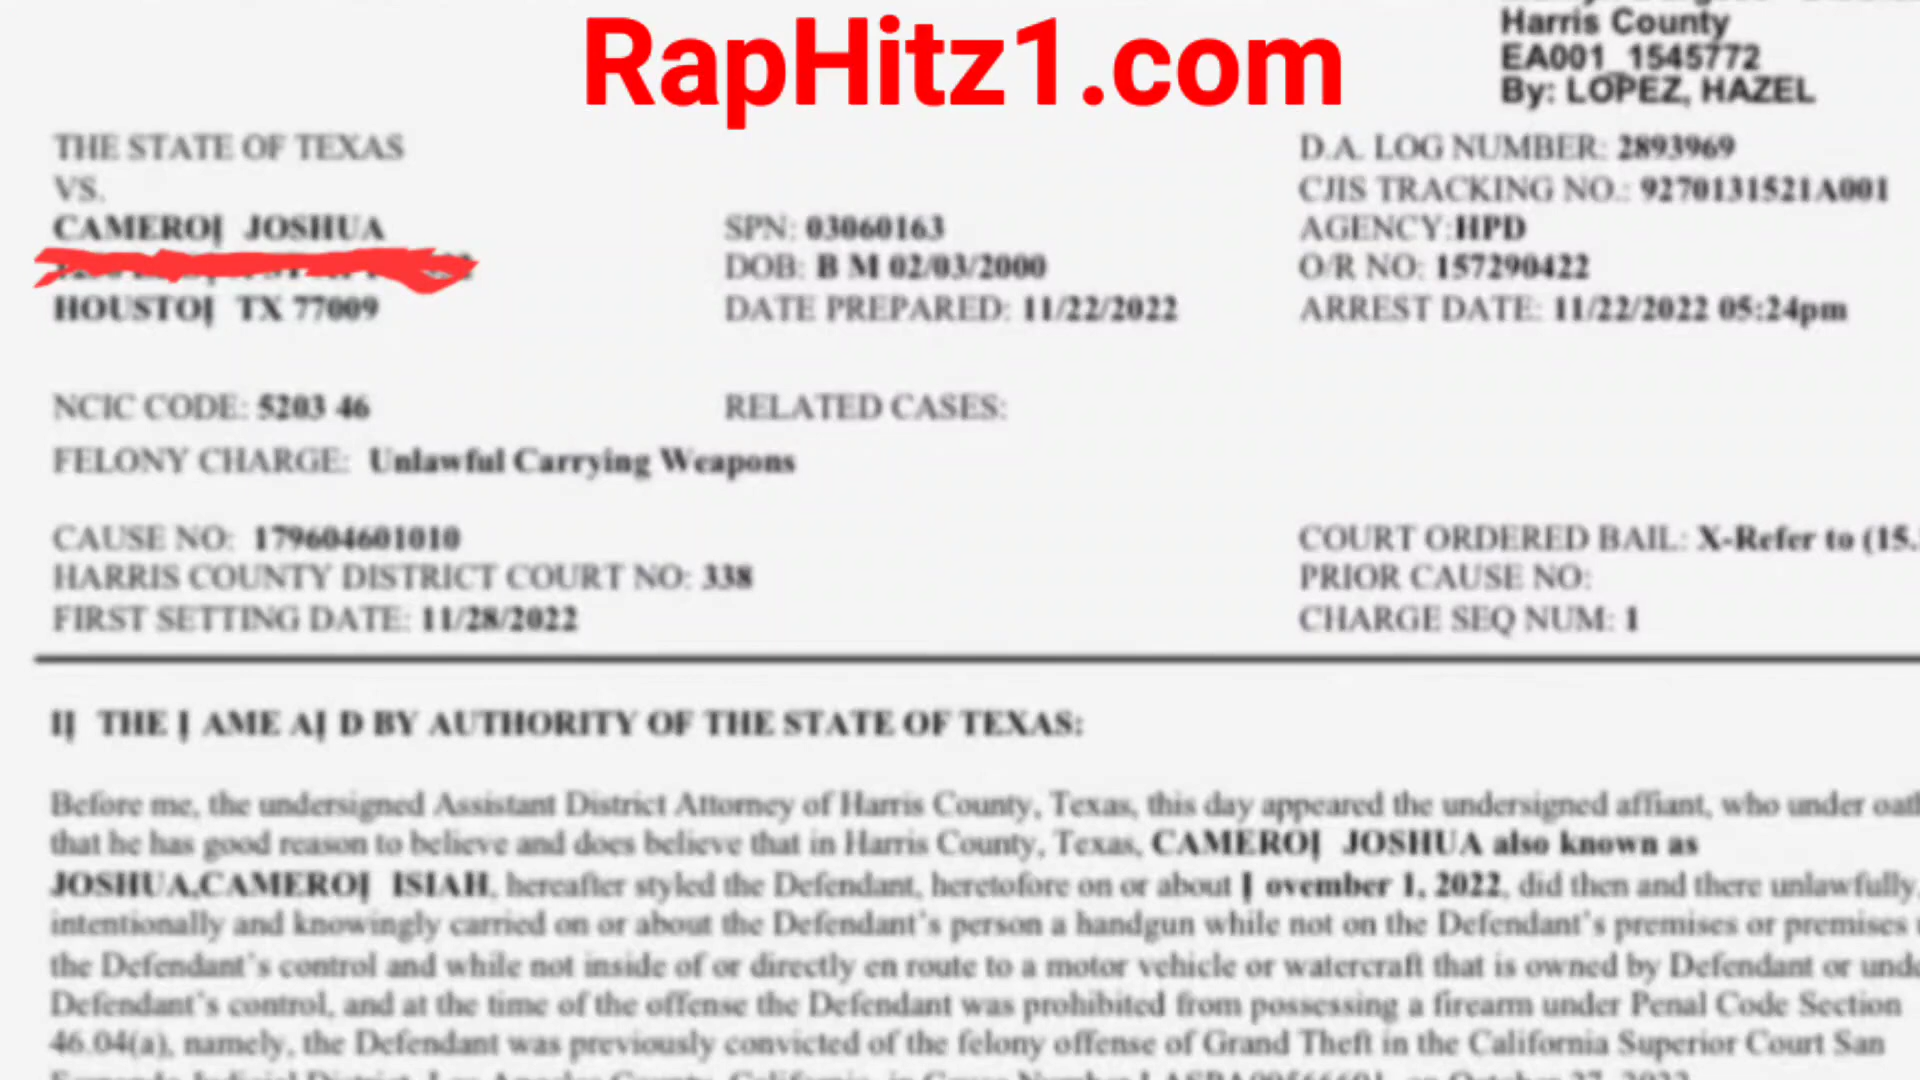 RapHitz1.com
Harris County
EA001_1545772
By: LOPEZ, HAZEL
THE STATE OF TEXAS
D.A. LOG NUMBER: 2893969
VS.
CJIS TRACKING NO.: 9270131521A001
CAMERO| JOSHUA
SPN: 03060163
AGENCY:HPD
DOB: B M 02/03/2000
O/R NO: 157290422
HOUSTO| TX 77009
DATE PREPARED: 11/22/2022
ARREST DATE: 11/22/2022 05:24pm
NCIC CODE: 5203 46
RELATED CASES:
FELONY CHARGE: Unlawful Carrying Weapons
CAUSE NO: 179604601010
COURT ORDERED BAIL: X-Refer to (15.
HARRIS COUNTY DISTRICT COURT NO: 338
PRIOR CAUSE NO:
FIRST SETTING DATE: 11/28/2022
CHARGE SEQ NUM: 1
I| THE | AME A| D BY AUTHORITY OF THE STATE OF TEXAS:
Before me, the undersigned Assistant District Attorney of Harris County, Texas, this day appeared the undersigned affiant, who under oath
that he has good reason to believe and does believe that in Harris County, Texas, CAMERO| JOSHUA also known as
JOSHUA,CAMERO| ISIAH, hereafter styled the Defendant, heretofore on or about | ovember 1, 2022, did then and there unlawfully,
intentionally and knowingly carried on or about the Defendant's person a handgun while not on the Defendant's premises or premises
the Defendant's control and while not inside of or directly en route to a motor vehicle or watercraft that is owned by Defendant or unde
Defendant's control, and at the time of the offense the Defendant was prohibited from possessing a firearm under Penal Code Section
46.04(a), namely, the Defendant was previously convicted of the felony offense of Grand Theft in the California Superior Court San